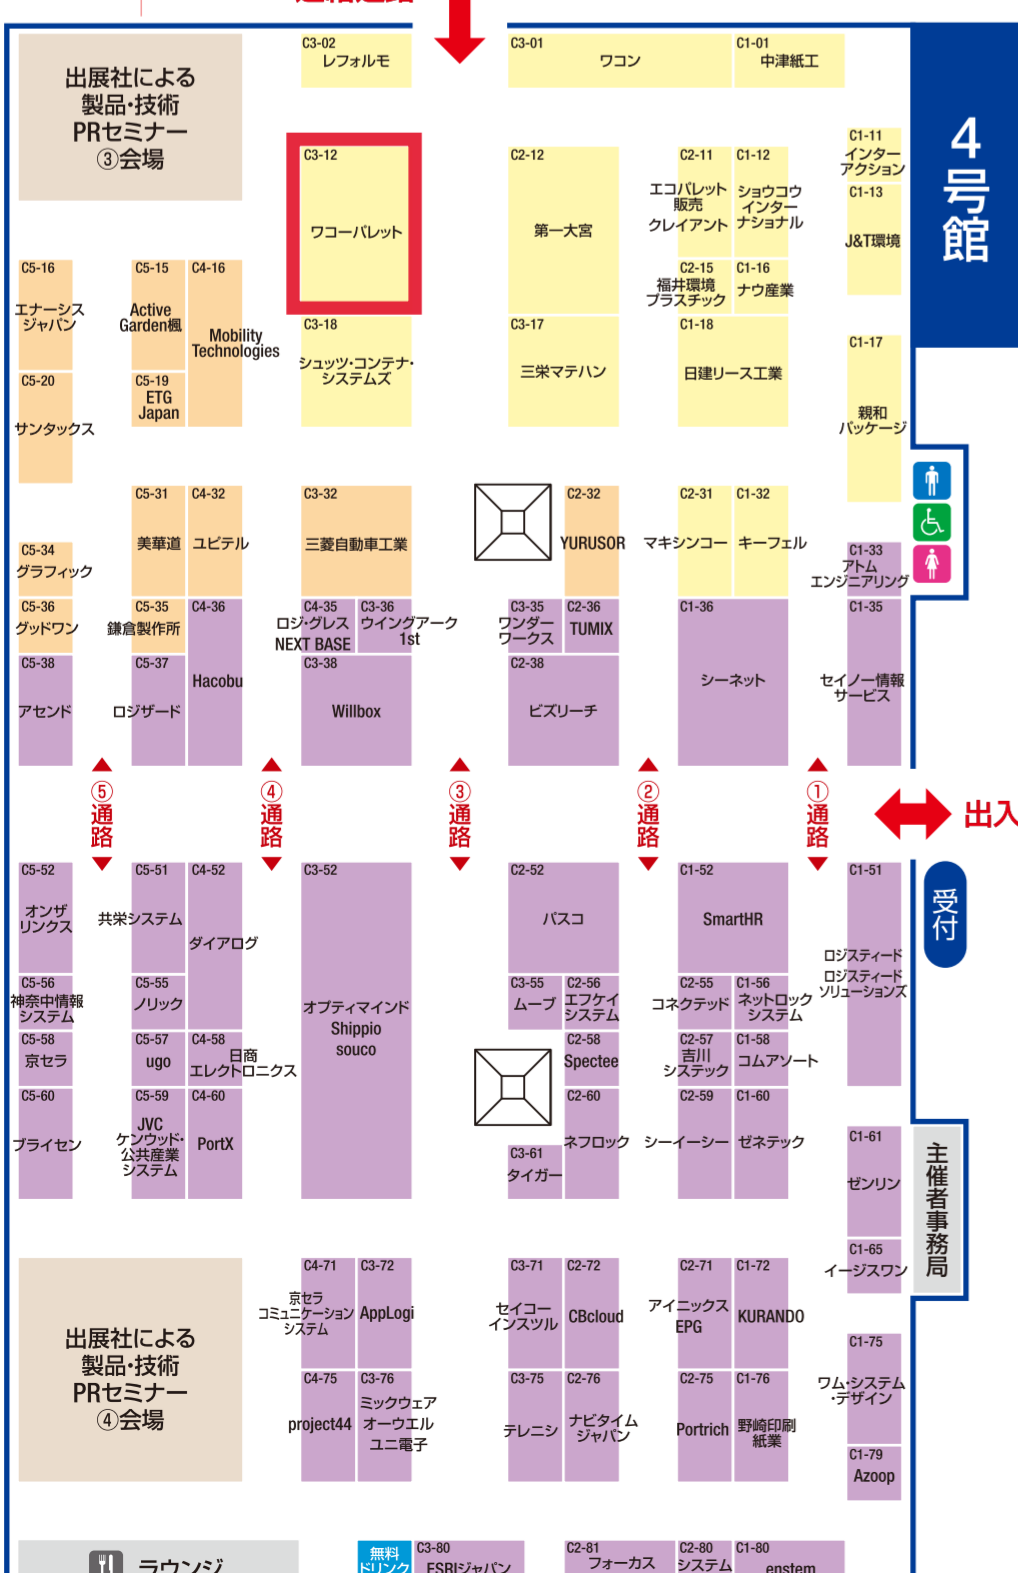 4号館
出展社による
製品・技術
PRセミナー
③会場
C3-02
レフォルモ
C3-01
ワコン
C1-01
中津紙工
C3-12
ワコーパレット
C2-12
第一大宮
C2-11
エコパレット
販売
クレイアント
C1-12
ショウコウ
インター
ナショナル
C1-11
インター
アクション
C1-13
J&T環境
C2-15
福井環境
プラスチック
C1-16
ナウ産業
C5-16
エナーシス
ジャパン
C5-15
Active
Garden楓
C4-16
Mobility
Technologies
C3-18
シュッツ・コンテナ・
システムズ
C3-17
三栄マテハン
C1-18
日建リース工業
C1-17
親和
パッケージ
C5-20
サンタックス
C5-19
ETG
Japan
C5-31
美華道
C4-32
ユピテル
C3-32
三菱自動車工業
C2-32
YURUSOR
C2-31
マキシンコー
C1-32
キーフェル
C5-34
グラフィック
C1-33
アトム
エンジニアリング
C5-36
グッドワン
C5-35
鎌倉製作所
C4-36
Hacobu
C4-35
ロジ・グレス
NEXT BASE
C3-36
ウイングアーク
1st
C3-35
ワンダー
ワークス
C2-36
TUMIX
C1-36
シーネット
C1-35
セイノー情報
サービス
C5-38
アセンド
C5-37
ロジザード
C3-38
Willbox
C2-38
ビズリーチ
⑤通路
④通路
③通路
②通路
①通路
出入
受付
C5-52
オンザ
リンクス
C5-51
共栄システム
C4-52
ダイアログ
C3-52
オプティマインド
Shippio
souco
C2-52
パスコ
C1-52
SmartHR
C1-51
ロジスティード
ロジスティード
ソリューションズ
C5-56
神奈中情報
システム
C5-55
ノリック
C3-55
ムーブ
C2-56
エフケイ
システム
C2-55
コネクテッド
C1-56
ネットロック
システム
C5-58
京セラ
C5-57
ugo
C4-58
日商
エレクトロニクス
C2-58
Spectee
C2-57
吉川
システック
C1-58
コムアソート
C5-60
ブライセン
C5-59
JVC
ケンウッド・
公共産業
システム
C4-60
PortX
C3-61
タイガー
C2-60
ネフロック
C2-59
シーイーシー
C1-60
ゼネテック
C1-61
ゼンリン
主催者事務局
C1-65
イージスワン
出展社による
製品・技術
PRセミナー
④会場
C4-71
京セラ
コミュニケーション
システム
C3-72
AppLogi
C3-71
セイコー
インスツル
C2-72
CBcloud
C2-71
アイニックス
EPG
C1-72
KURANDO
C1-75
ワム・システム
・デザイン
C4-75
project44
C3-76
ミックウェア
オーウエル
ユニ電子
C3-75
テレニシ
C2-76
ナビタイム
ジャパン
C2-75
Portrich
C1-76
野崎印刷
紙業
C1-79
Azoop
ラウンジ
無料
ドリンク
C3-80
ESRIジャパン
C2-81
フォーカス
C2-80
システム
C1-80
enstem